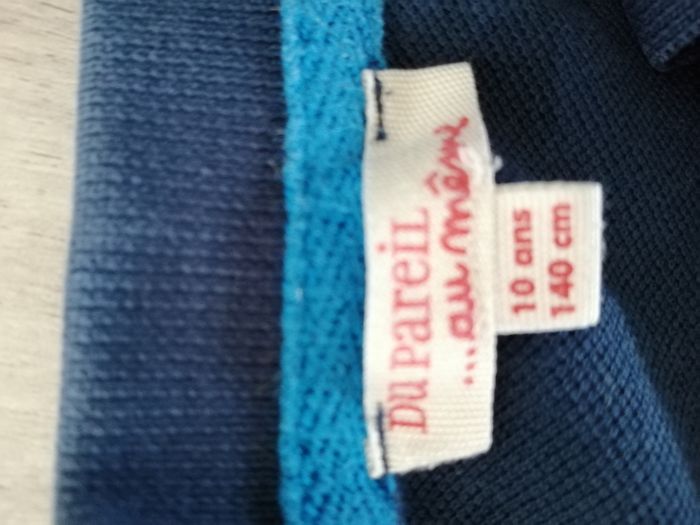 Du Pareil
...au même
10 ans
140 cm